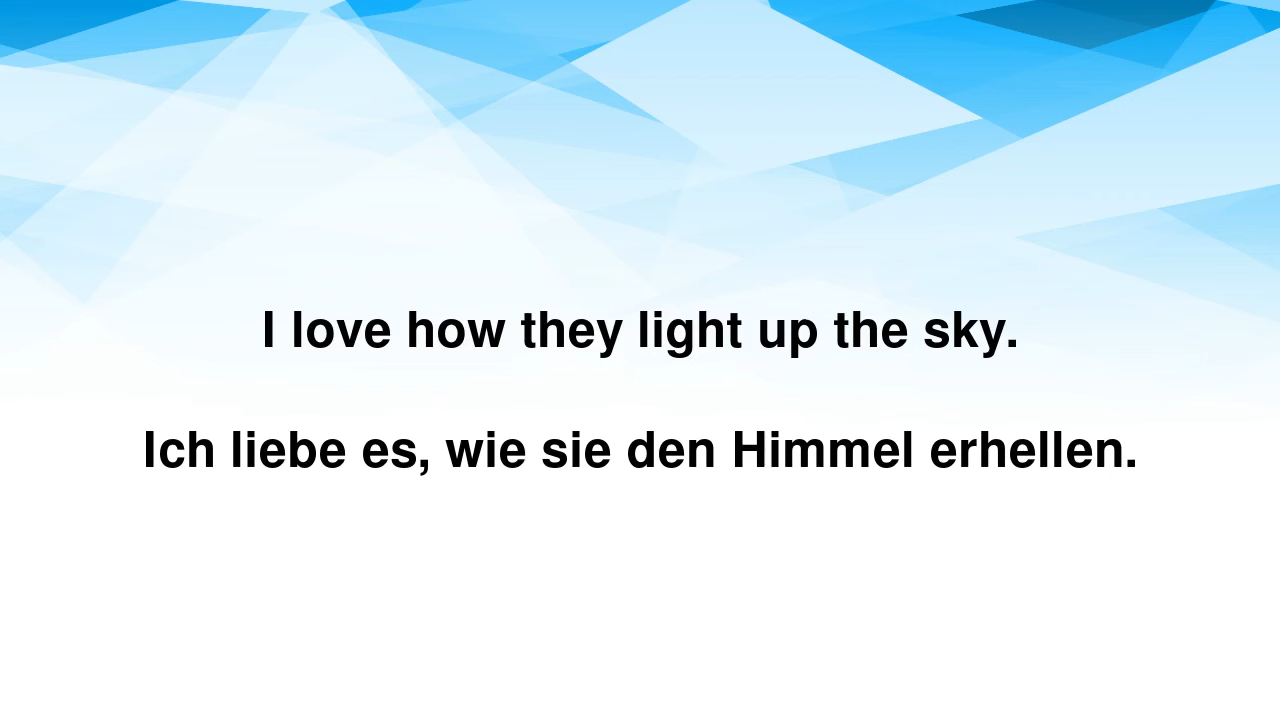 I love how they light up the sky.
Ich liebe es, wie sie den Himmel erhellen.